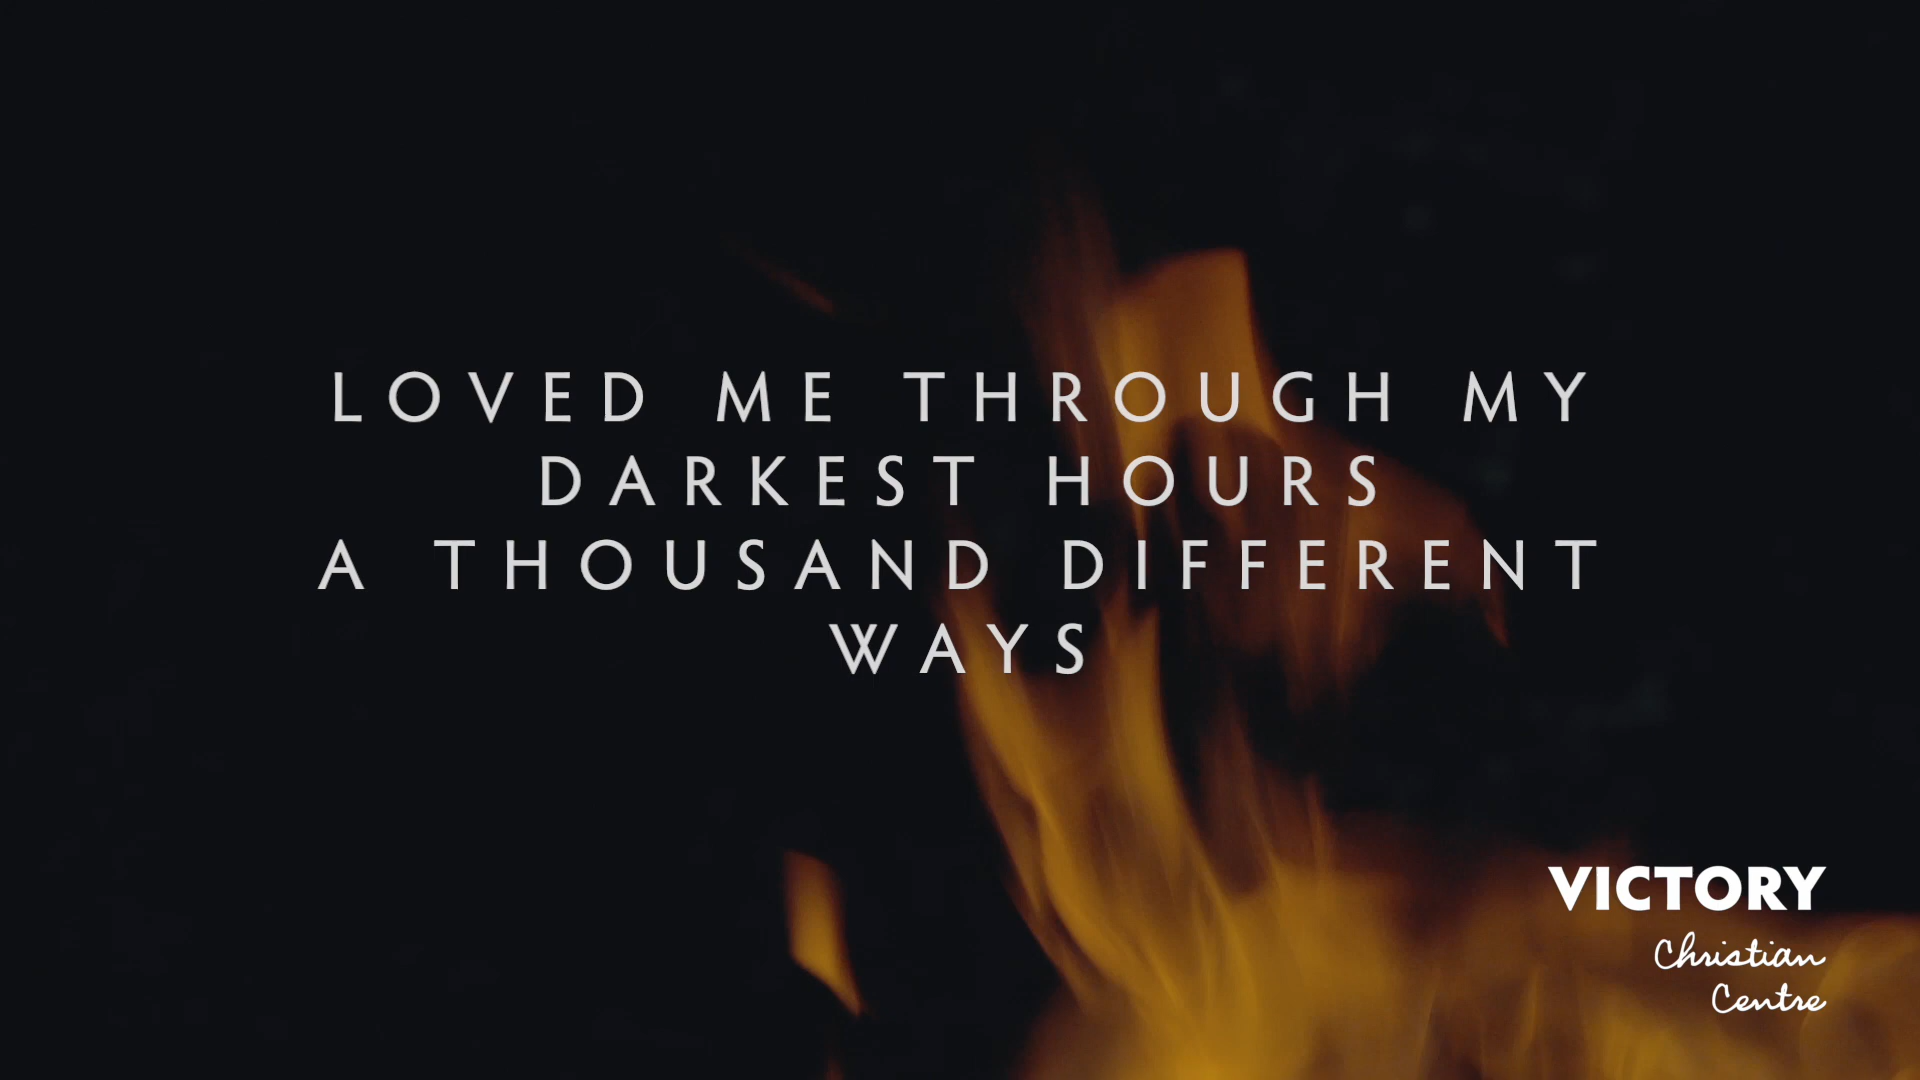 LOVED ME THROUGH MY
DARKEST HOURS
A THOUSAND DIFFERENT
WAYS
VICTORY
Christian
Centre